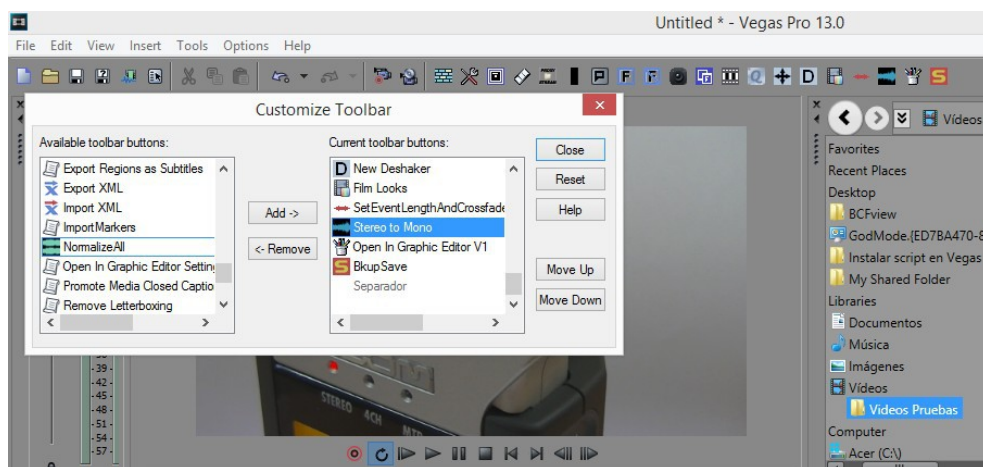 Untitled * - Vegas Pro 13.0
File Edit View Insert Tools Options Help
Customize Toolbar
Available toolbar buttons:
Export Regions as Subtitles
Export XML
Import XML
ImportMarkers
NormalizeAll
Open In Graphic Editor Setting
Promote Media Closed Captio
Remove Letterboxing
Add ->
<- Remove
Current toolbar buttons:
New Deshaker
Film Looks
SetEventLengthAndCrossfade
Stereo to Mono
Open In Graphic Editor V1
BkupSave
Separador
Close
Reset
Help
Move Up
Move Down
Vídeos
Favorites
Recent Places
Desktop
BCFview
GodMode.{ED7BA470-8
Instalar script en Vegas
My Shared Folder
Libraries
Documentos
Música
Imágenes
Vídeos
Videos Pruebas
Computer
Acer (C:\)
-39-
-42-
-45-
-48-
-51-
-54-
-57-
STEREO 4CH